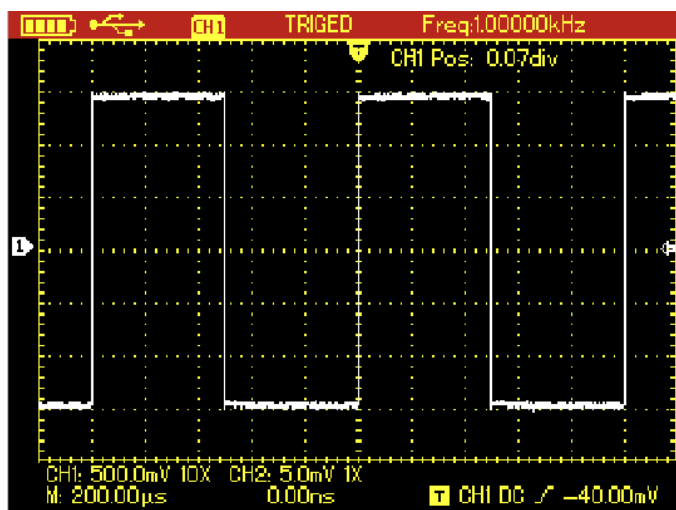 CH1 TRIGED Freq:1.00000kHz
T
CH1 Pos: 0.07div
1
CH1: 500.0mV 10X CH2: 5.0mV 1X
M: 200.00μs 0.00ns T CH1 DC −40.00mV